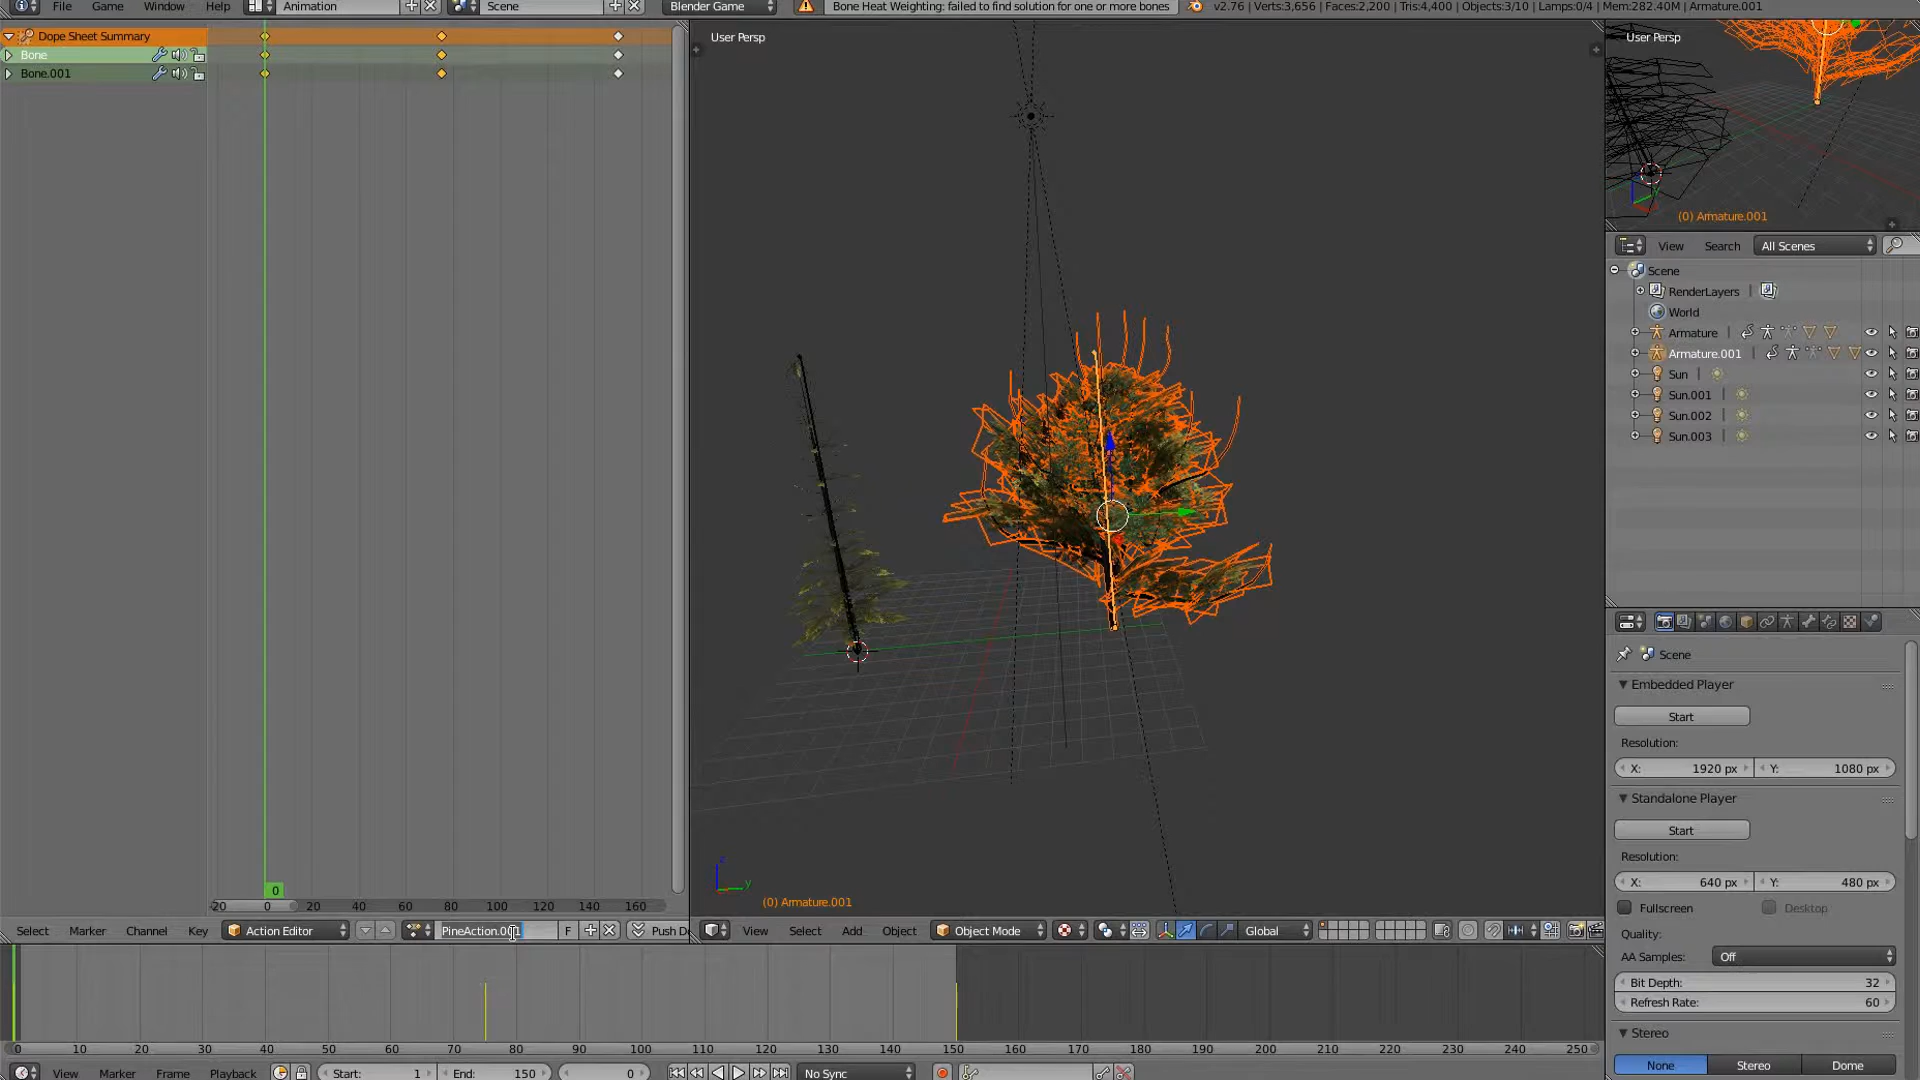 File Game Window Help Animation Scene Blender Game Bone Heat Weighting: failed to find solution for one or more bones v2.76 | Verts:3,656 | Faces:2,200 | Tris:4,400 | Objects:3/10 | Lamps:0/4 | Mem:282.40M | Armature.001
Dope Sheet Summary
Bone
Bone.001
User Persp
User Persp
(0) Armature.001
View Search All Scenes
Scene
RenderLayers
World
Armature
Armature.001
Sun
Sun.001
Sun.002
Sun.003
Scene
Embedded Player
Start
Resolution:
X: 1920 px Y: 1080 px
Standalone Player
Start
Resolution:
X: 640 px Y: 480 px
Fullscreen Desktop
Quality:
AA Samples: Off
Bit Depth: 32
Refresh Rate: 60
Stereo
None Stereo Dome
z
y
(0) Armature.001
0
-20 0 20 40 60 80 100 120 140 160
Select Marker Channel Key Action Editor PineAction.001 F Push D
View Select Add Object Object Mode Global
0 10 20 30 40 50 60 70 80 90 100 110 120 130 140 150 160 170 180 190 200 210 220 230 240 250
View Marker Frame Playback Start: 1 End: 150 0 No Sync